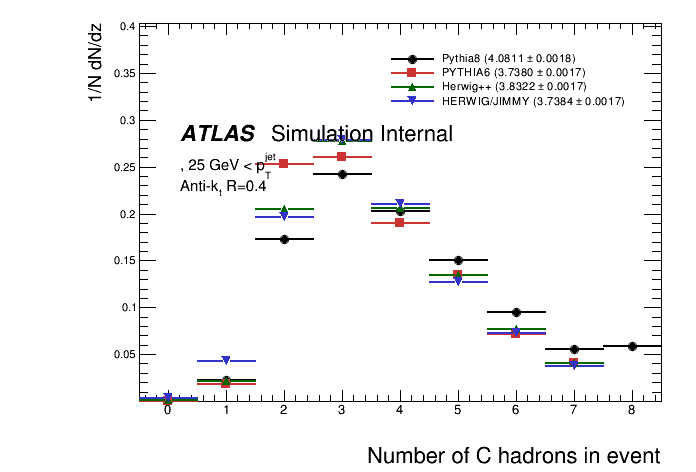 1/N dN/dz
0.4
0.35
0.3
0.25
0.2
0.15
0.1
0.05
Pythia8 (4.0811 ± 0.0018)
PYTHIA6 (3.7380 ± 0.0017)
Herwig++ (3.8322 ± 0.0017)
HERWIG/JIMMY (3.7384 ± 0.0017)
ATLAS Simulation Internal
, 25 GeV < p_T^jet
Anti-k_t R=0.4
0 1 2 3 4 5 6 7 8
Number of C hadrons in event